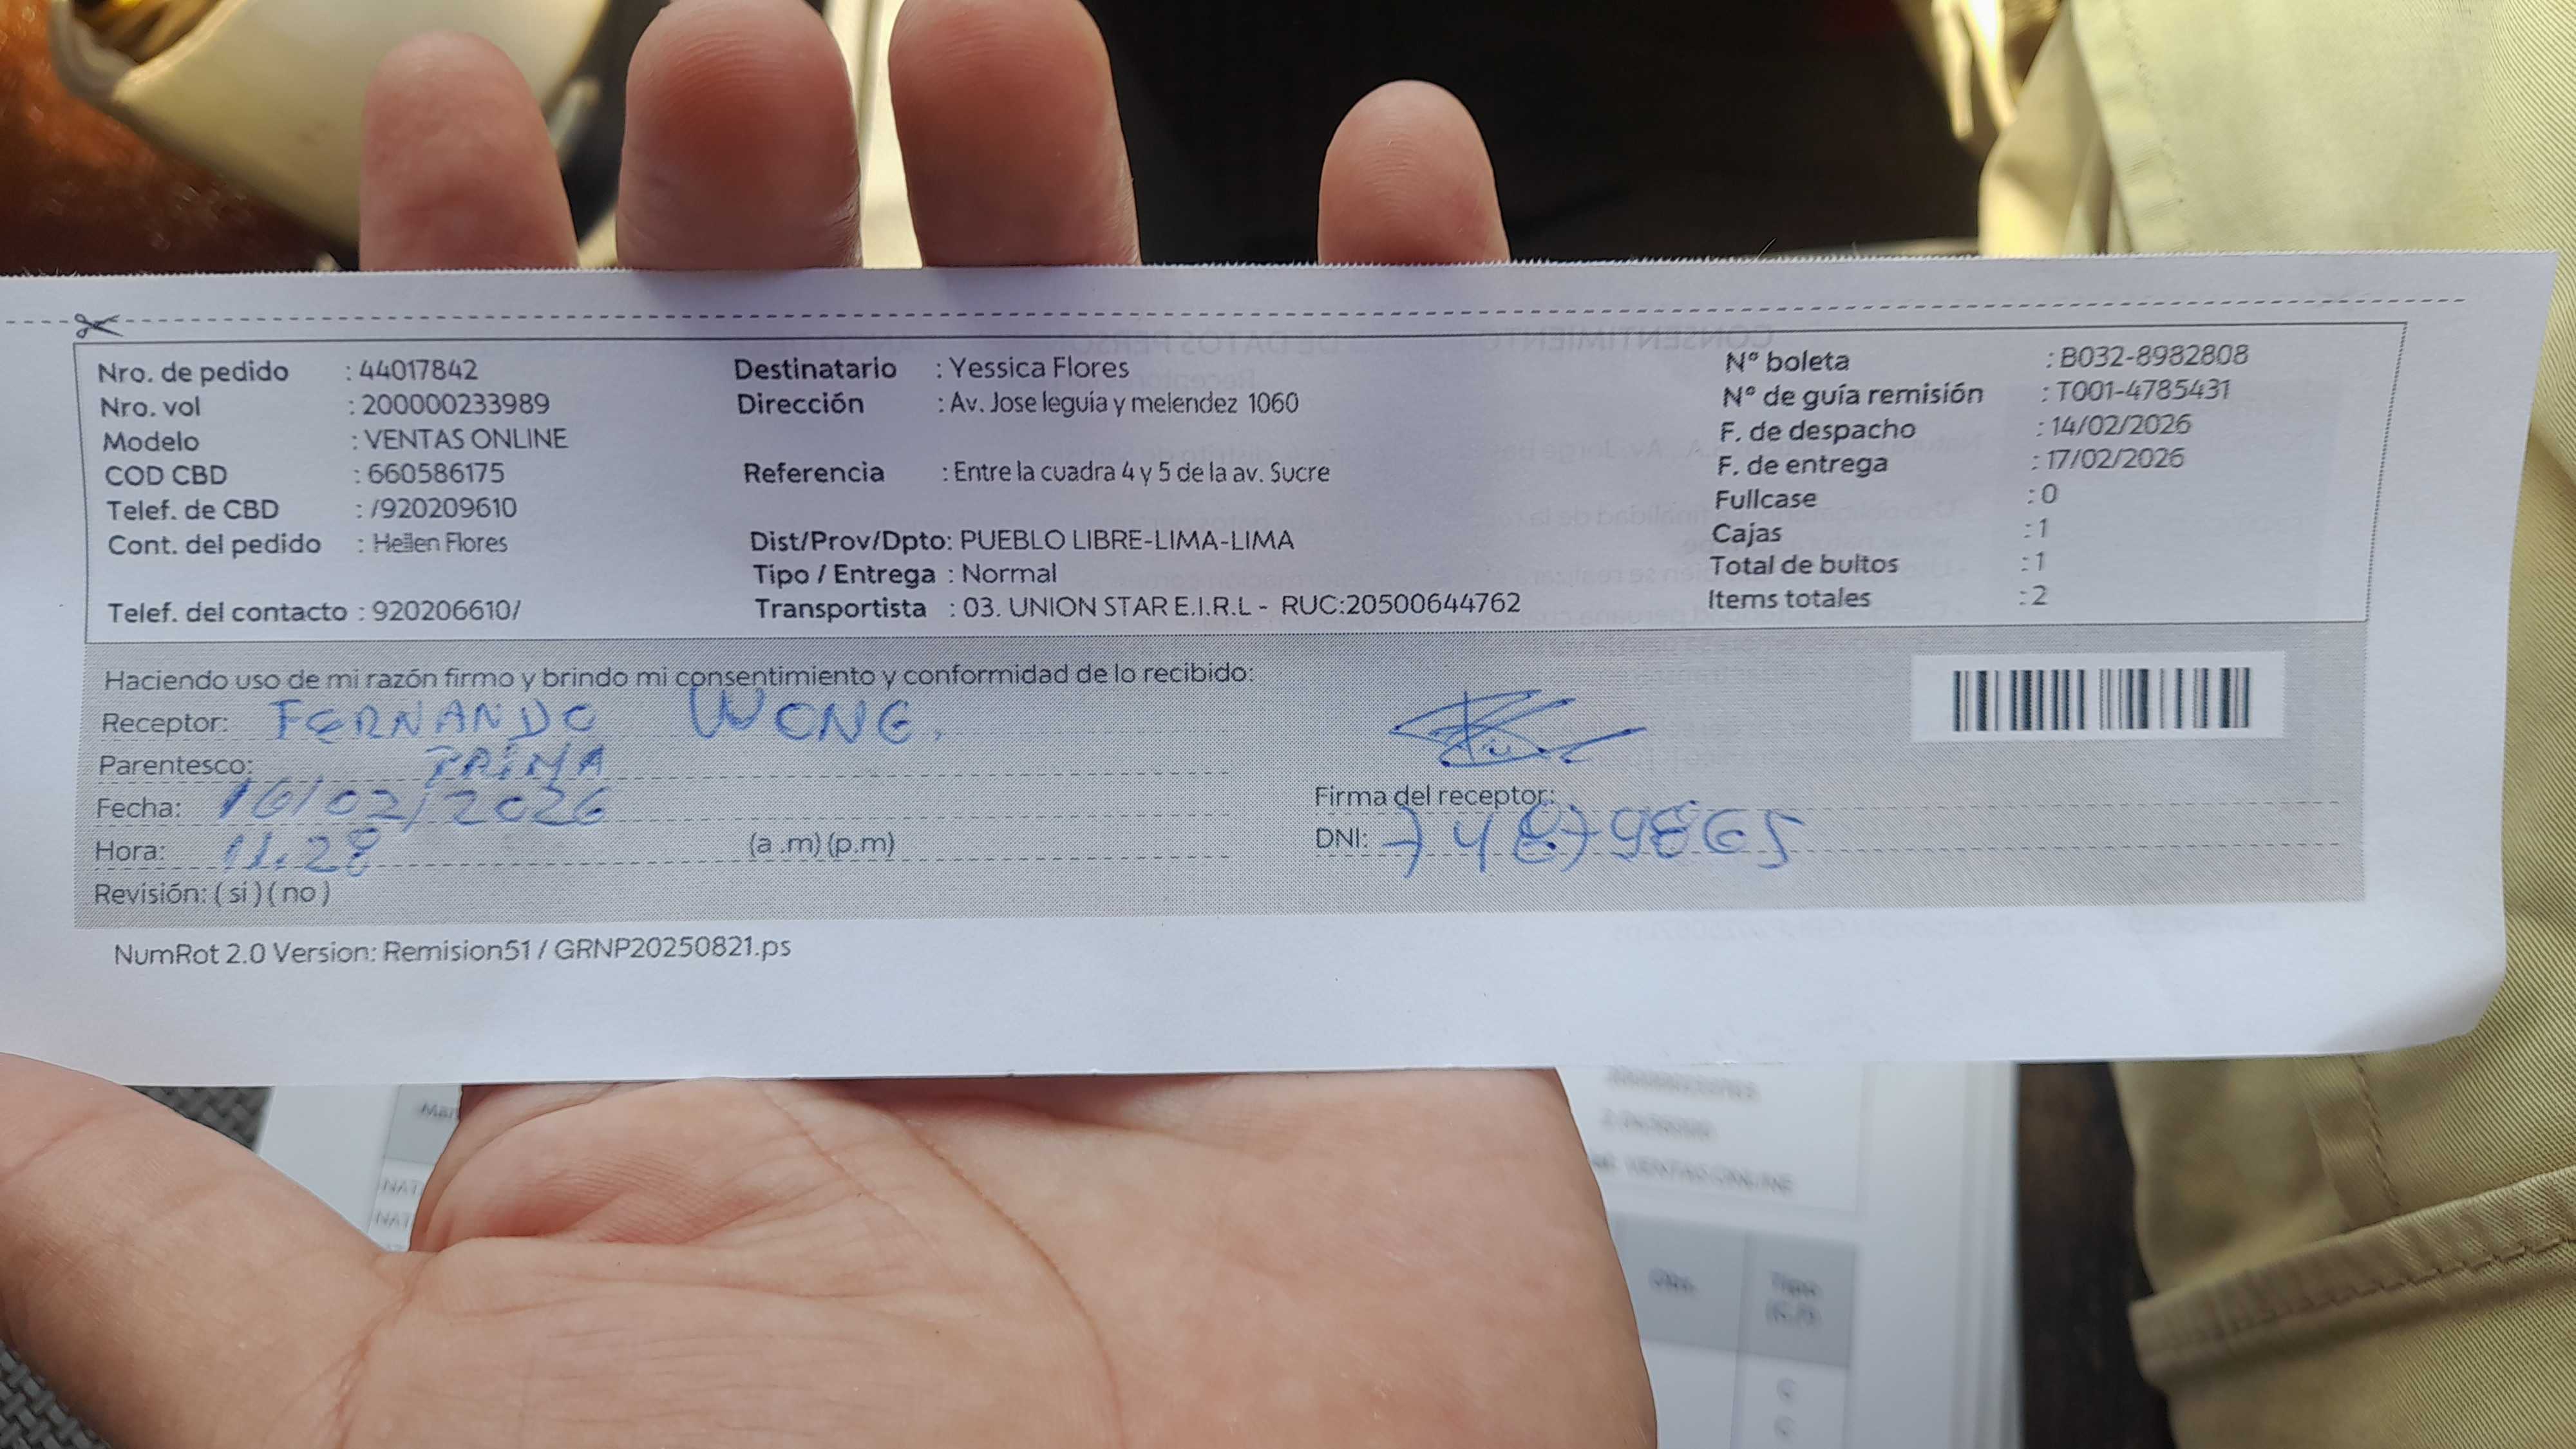 Nro. de pedido : 44017842
Nro. vol : 200000233989
Modelo : VENTAS ONLINE
COD CBD : 660586175
Telef. de CBD : /920209610
Cont. del pedido : Hellen Flores
Telef. del contacto : 920206610/
Destinatario : Yessica Flores
Dirección : Av. Jose leguia y melendez 1060
Referencia : Entre la cuadra 4 y 5 de la av. Sucre
Dist/Prov/Dpto: PUEBLO LIBRE-LIMA-LIMA
Tipo / Entrega : Normal
Transportista : 03. UNION STAR E.I.R.L - RUC:20500644762
N° boleta : B032-8982808
N° de guía remisión : T001-4785431
F. de despacho : 14/02/2026
F. de entrega : 17/02/2026
Fullcase : 0
Cajas : 1
Total de bultos : 1
Items totales : 2
Haciendo uso de mi razón firmo y brindo mi consentimiento y conformidad de lo recibido:
Receptor: FERNANDO WONG.
Parentesco: PRIMA
Fecha: 16/02/2026
Hora: 11.28 (a .m) (p.m)
Revisión: ( si ) ( no )
Firma del receptor:
DNI: 74879865
NumRot 2.0 Version: Remision51 / GRNP20250821.ps
VENTAS ONLINE
Tipo